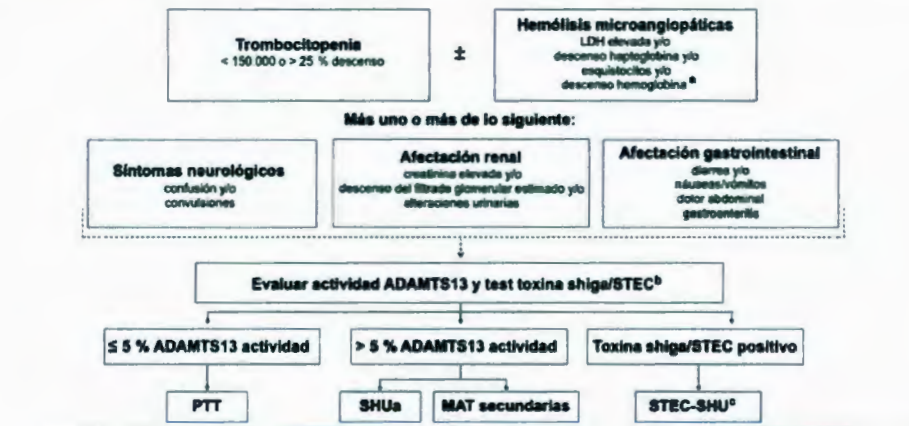 Trombocitopenia
< 150.000 o > 25 % descenso
±
Hemólisis microangiopáticas
LDH elevada y/o
descenso haptoglobina y/o
esquistocitos y/o
descenso hemoglobina a
Más uno o más de lo siguiente:
Síntomas neurológicos
confusión y/o
convulsiones
Afectación renal
creatinina elevada y/o
descenso del filtrado glomerular estimado y/o
alteraciones urinarias
Afectación gastrointestinal
diarrea y/o
náuseas/vómitos
dolor abdominal
gastroenteritis
Evaluar actividad ADAMTS13 y test toxina shiga/STECb
≤ 5 % ADAMTS13 actividad
> 5 % ADAMTS13 actividad
Toxina shiga/STEC positivo
PTT
SHUa
MAT secundarias
STEC-SHUc